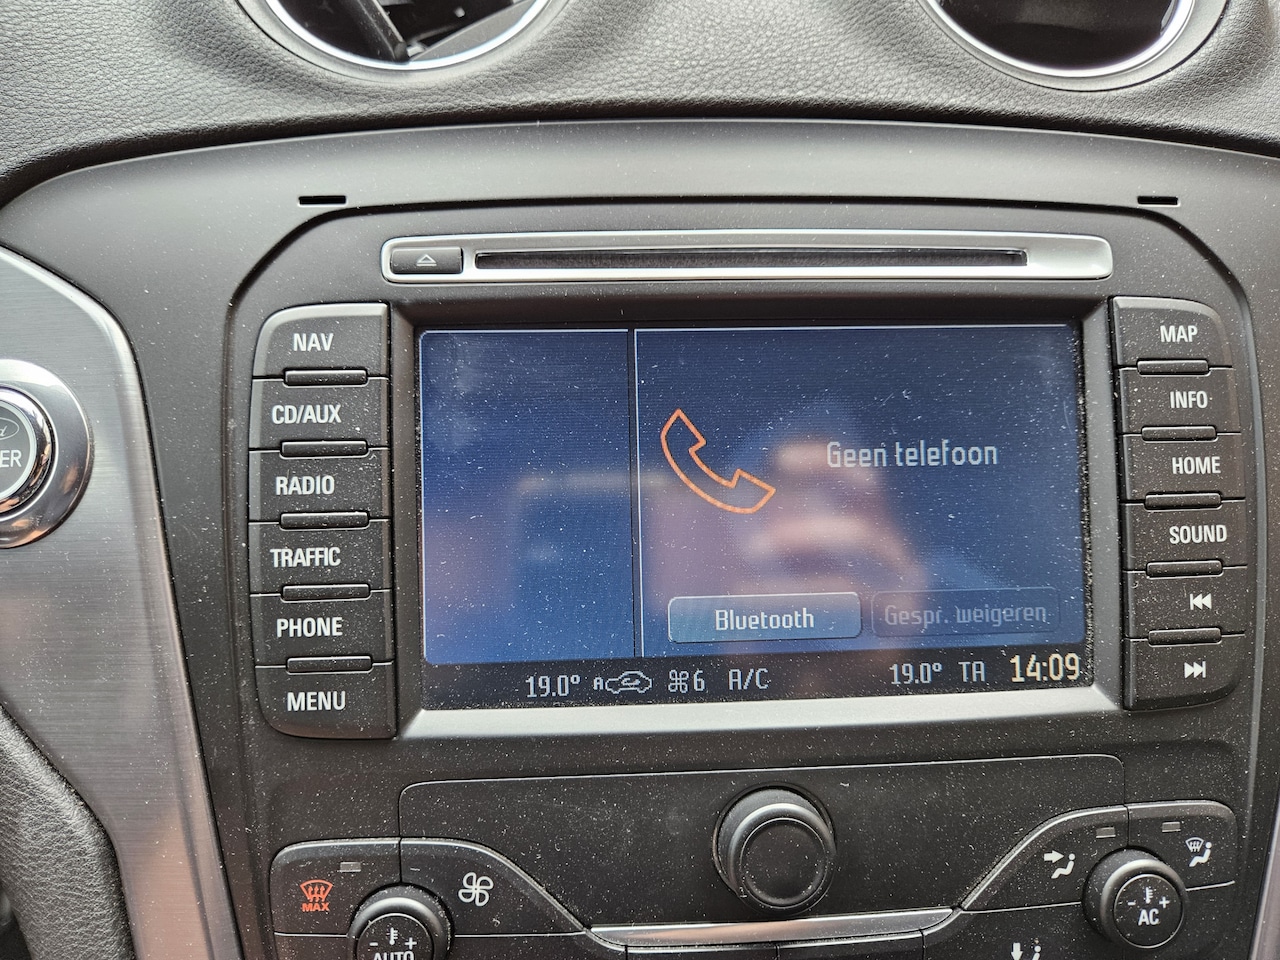 NAV
CD/AUX
RADIO
TRAFFIC
PHONE
MENU
Geen telefoon
Bluetooth
Gespr. weigeren
19.0° A 6 A/C 19.0° TA 14:09
MAP
INFO
HOME
SOUND
MAX
- + AUTO
- + AC